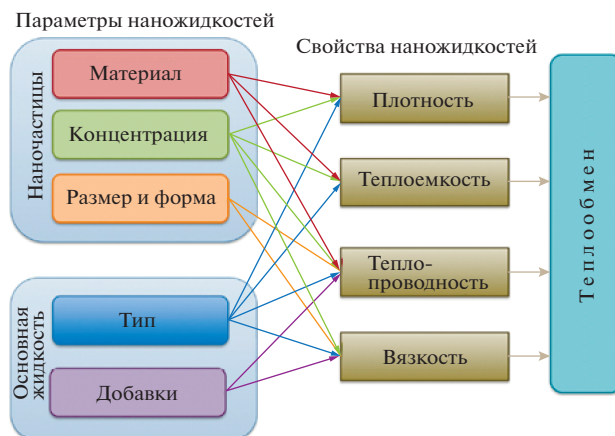 Параметры наножидкостей
Наночастицы
Материал
Концентрация
Размер и форма
Основная
жидкость
Тип
Добавки
Свойства наножидкостей
Плотность
Теплоемкость
Тепло-
проводность
Вязкость
Теплообмен